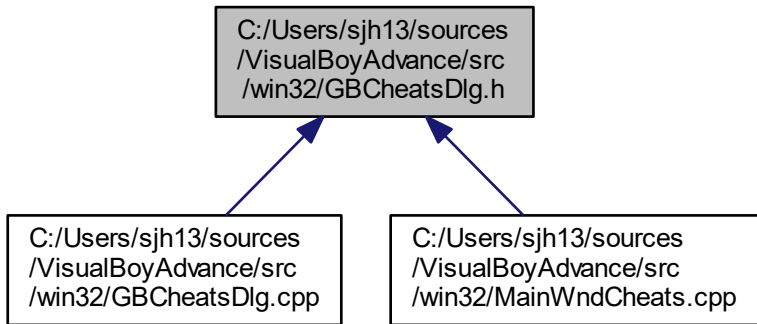 C:/Users/sjh13/sources
/VisualBoyAdvance/src
/win32/GBCheatsDlg.h
C:/Users/sjh13/sources
/VisualBoyAdvance/src
/win32/GBCheatsDlg.cpp
C:/Users/sjh13/sources
/VisualBoyAdvance/src
/win32/MainWndCheats.cpp